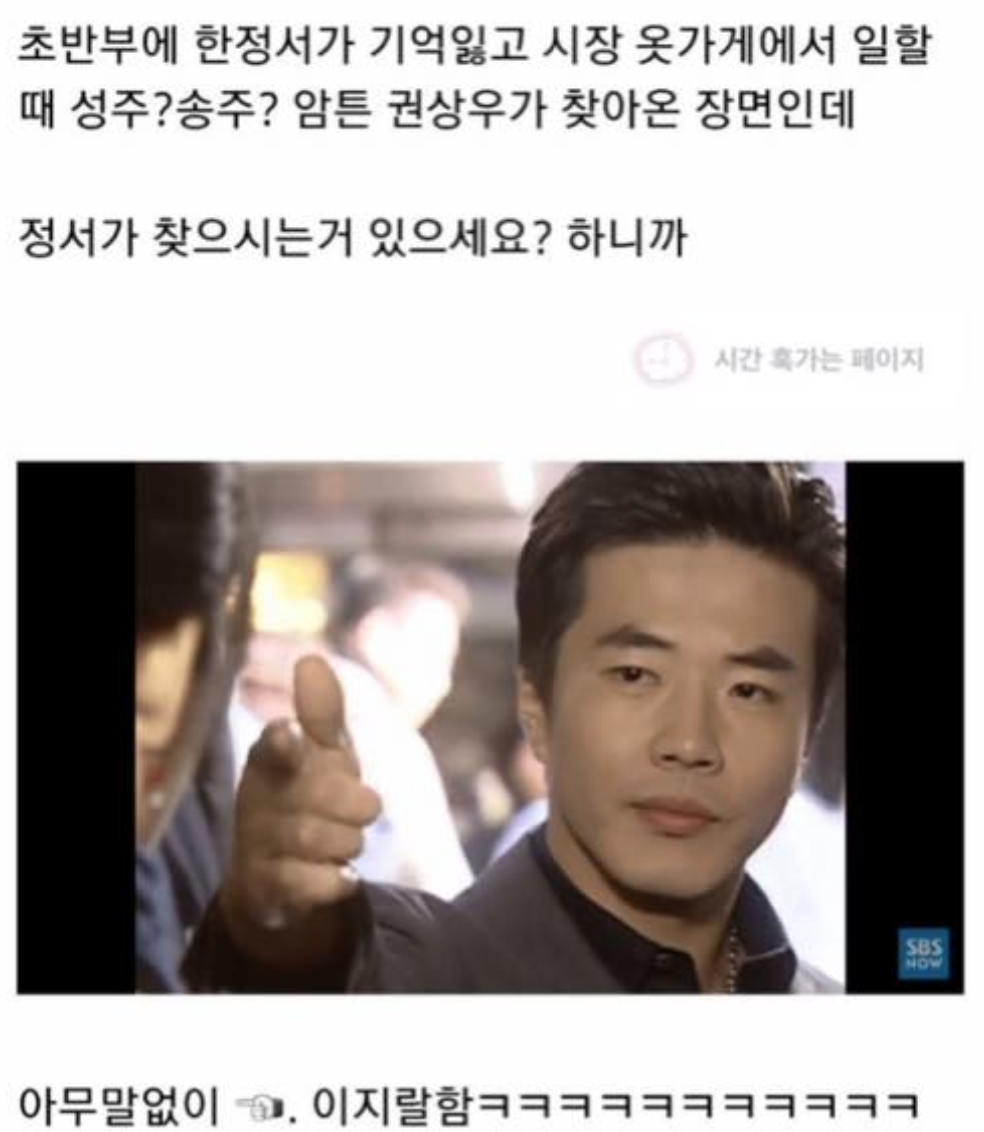 초반부에 한정서가 기억잃고 시장 옷가게에서 일할
때 성주?송주? 암튼 권상우가 찾아온 장면인데
정서가 찾으시는거 있으세요? 하니까
시간 훅가는 페이지
SBS
NOW
아무말없이 👈. 이지랄함ㅋㅋㅋㅋㅋㅋㅋㅋㅋㅋㅋ